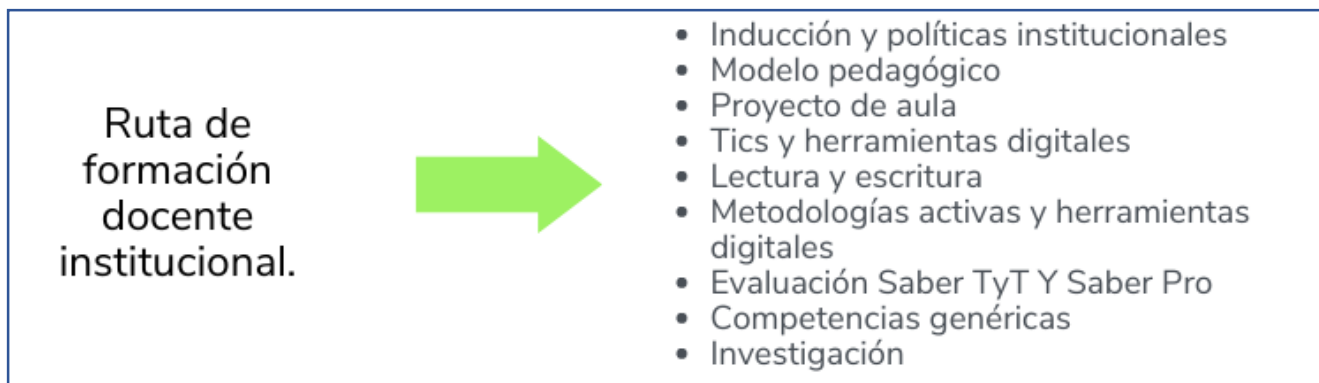 Ruta de
formación
docente
institucional.
• Inducción y políticas institucionales
• Modelo pedagógico
• Proyecto de aula
• Tics y herramientas digitales
• Lectura y escritura
• Metodologías activas y herramientas
digitales
• Evaluación Saber TyT Y Saber Pro
• Competencias genéricas
• Investigación